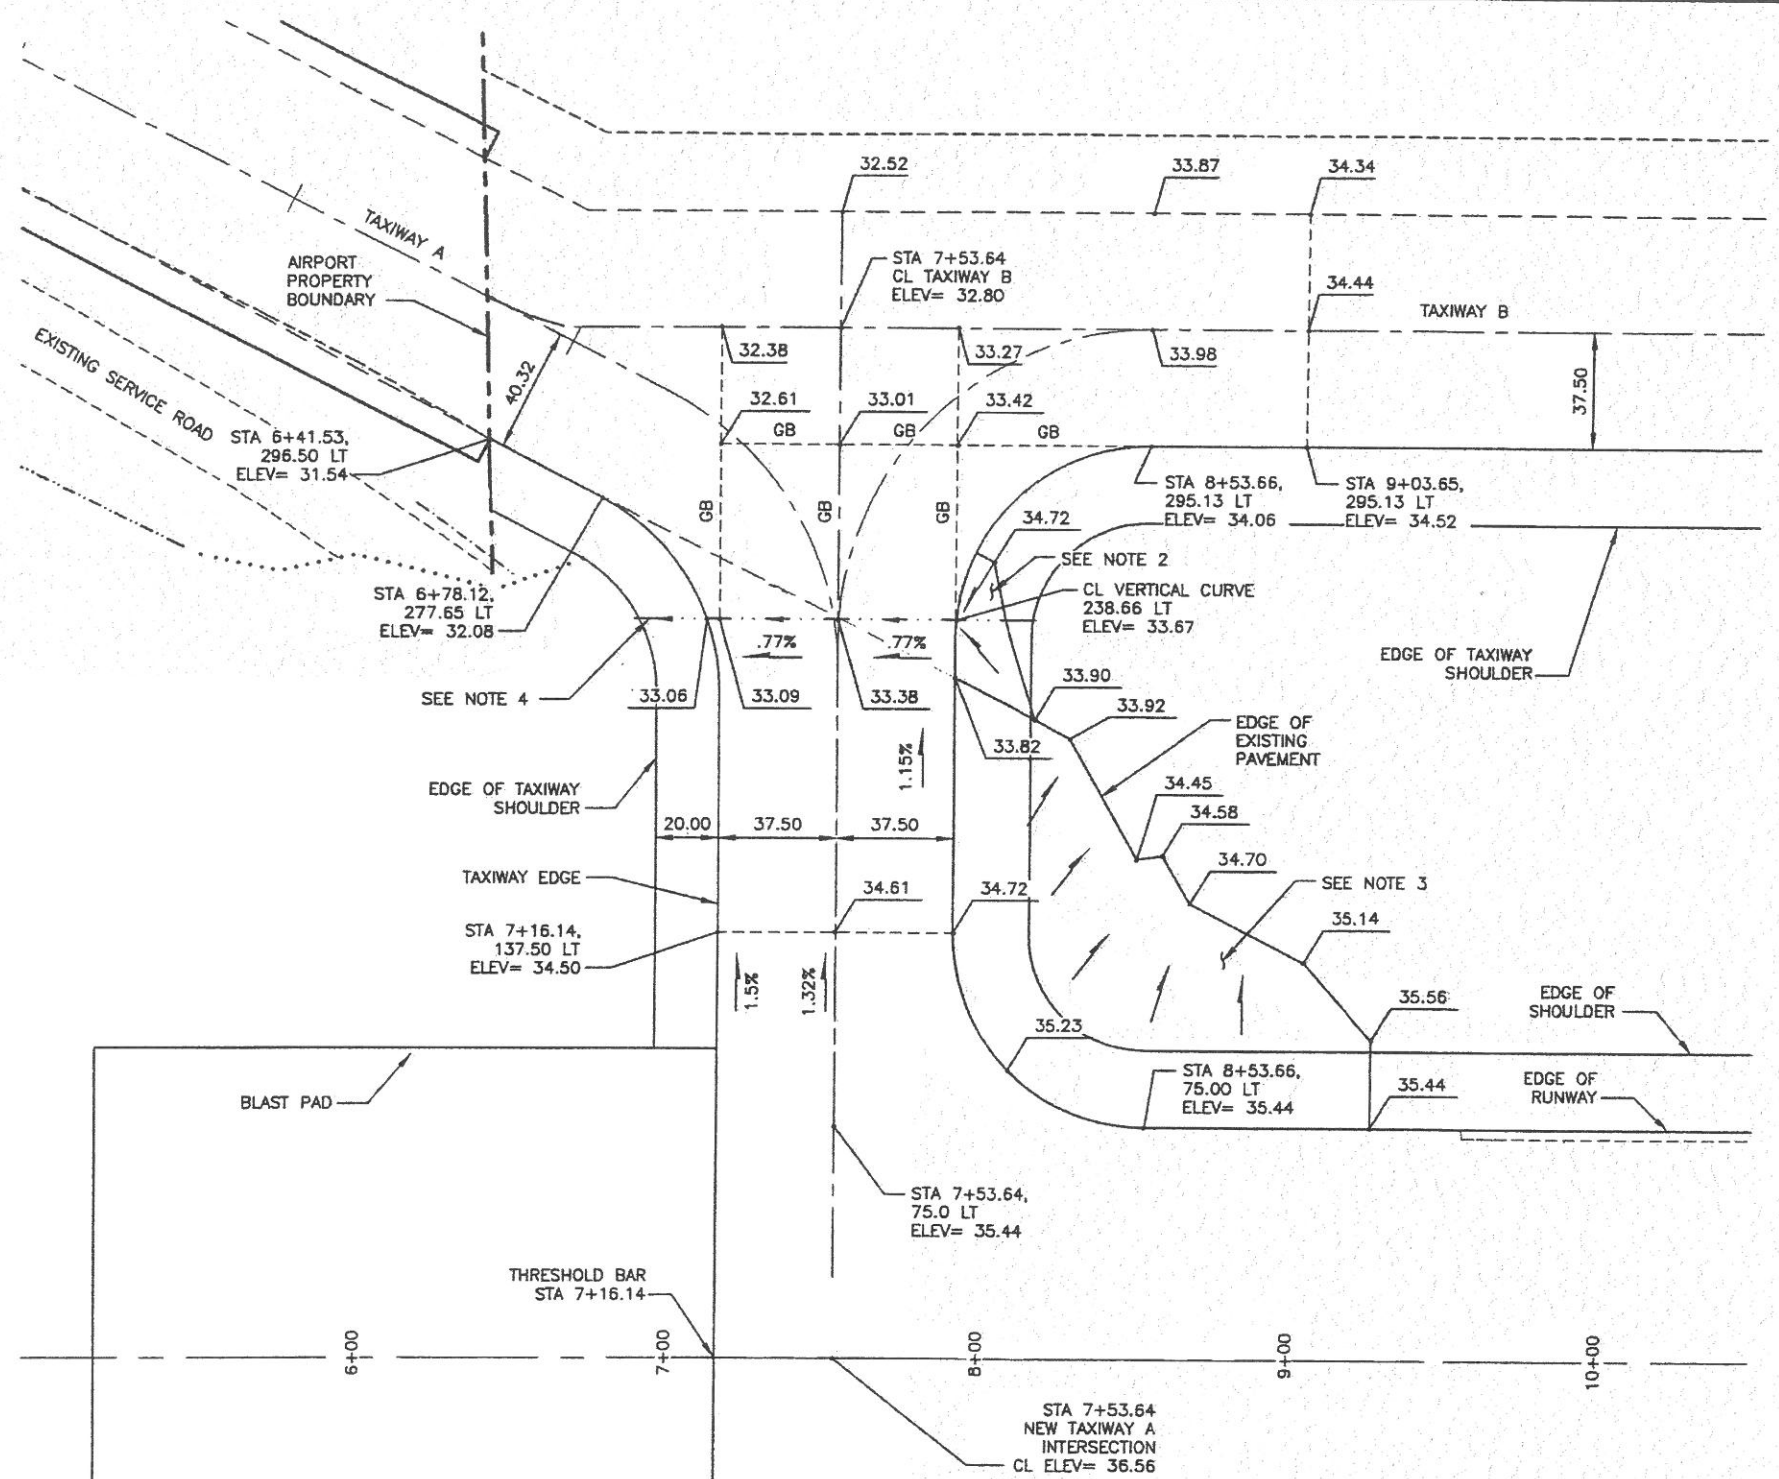 32.52
33.87
34.34
TAXIWAY A
AIRPORT
PROPERTY
BOUNDARY
STA 7+53.64
CL TAXIWAY B
ELEV= 32.80
34.44
TAXIWAY B
EXISTING SERVICE ROAD
40.32
32.38
33.27
33.98
37.50
32.61
33.01
33.42
GB
GB
GB
STA 6+41.53,
296.50 LT
ELEV= 31.54
GB
GB
GB
STA 8+53.66,
295.13 LT
ELEV= 34.06
STA 9+03.65,
295.13 LT
ELEV= 34.52
34.72
SEE NOTE 2
CL VERTICAL CURVE
238.66 LT
ELEV= 33.67
STA 6+78.12,
277.65 LT
ELEV= 32.08
.77%
.77%
EDGE OF TAXIWAY
SHOULDER
SEE NOTE 4
33.06
33.09
33.38
33.90
33.92
33.82
EDGE OF
EXISTING
PAVEMENT
1.15%
EDGE OF TAXIWAY
SHOULDER
34.45
34.58
20.00
37.50
37.50
34.70
TAXIWAY EDGE
34.61
34.72
SEE NOTE 3
35.14
STA 7+16.14,
137.50 LT
ELEV= 34.50
1.5%
1.32%
35.56
EDGE OF
SHOULDER
35.23
BLAST PAD
STA 8+53.66,
75.00 LT
ELEV= 35.44
35.44
EDGE OF
RUNWAY
STA 7+53.64,
75.0 LT
ELEV= 35.44
THRESHOLD BAR
STA 7+16.14
6+00
7+00
8+00
9+00
10+00
STA 7+53.64
NEW TAXIWAY A
INTERSECTION
CL ELEV= 36.56